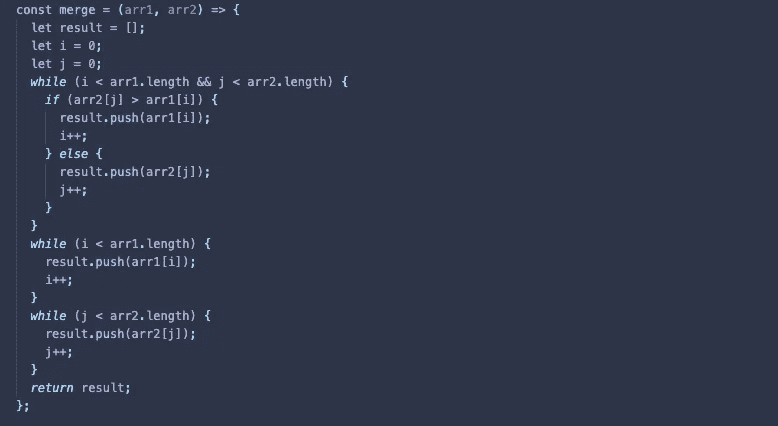 const merge = (arr1, arr2) => {
  let result = [];
  let i = 0;
  let j = 0;
  while (i < arr1.length && j < arr2.length) {
    if (arr2[j] > arr1[i]) {
      result.push(arr1[i]);
      i++;
    } else {
      result.push(arr2[j]);
      j++;
    }
  }
  while (i < arr1.length) {
    result.push(arr1[i]);
    i++;
  }
  while (j < arr2.length) {
    result.push(arr2[j]);
    j++;
  }
  return result;
};